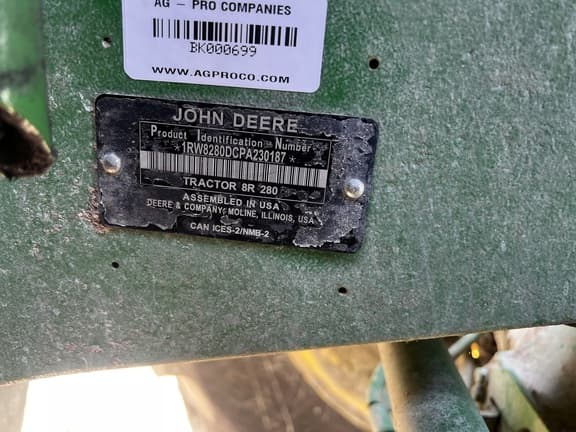 AG - PRO COMPANIES
BK000699
WWW.AGPROCO.COM
JOHN DEERE
Product Identification Number
*1RW8280DCPA230187*
TRACTOR 8R 280
ASSEMBLED IN USA
DEERE & COMPANY, MOLINE, ILLINOIS, USA
CAN ICES-2/NMB-2